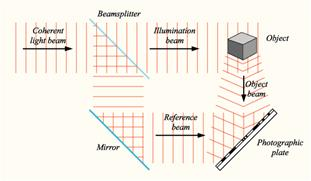 Beamsplitter
Coherent
light beam
Illumination
beam
Object
Object
beam
Reference
beam
Mirror
Photographic
plate